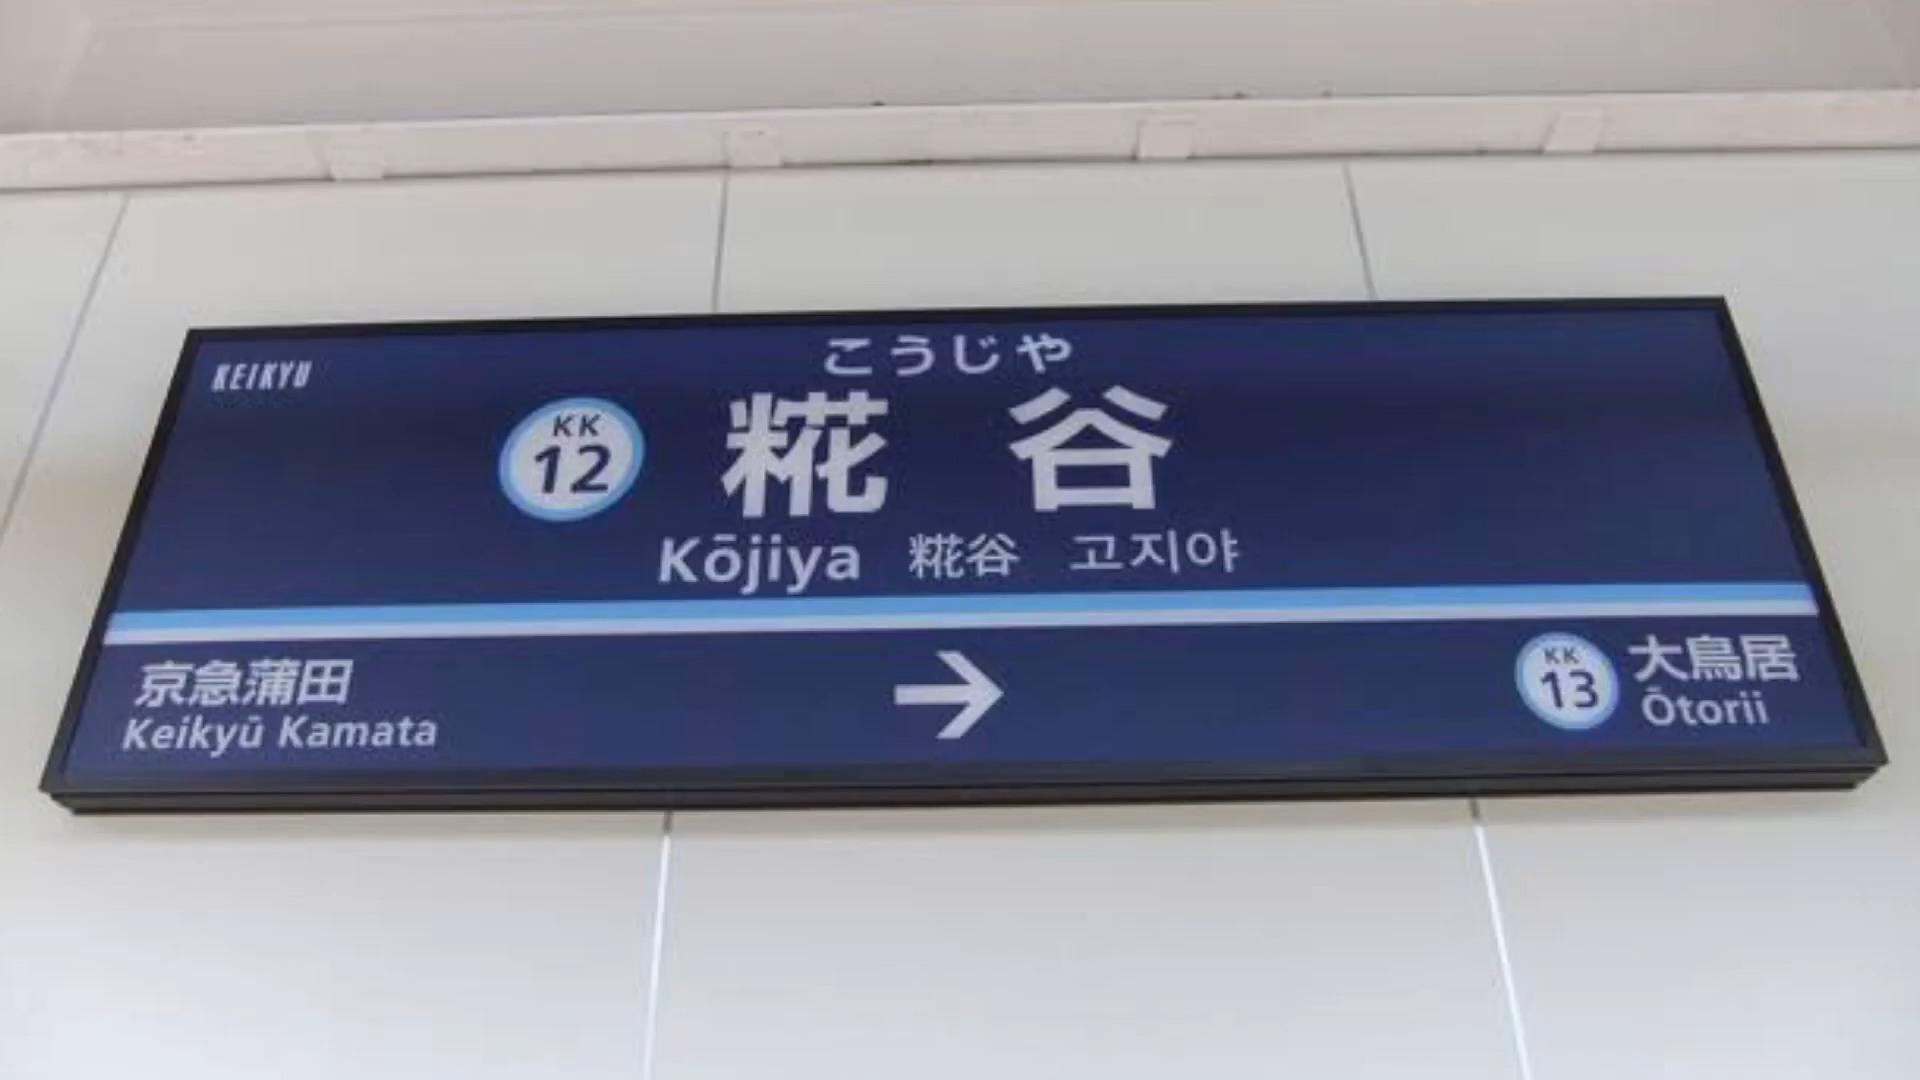 KEIKYU
こうじや
KK
12
糀谷
Kōjiya 糀谷 고지야
京急蒲田
Keikyū Kamata
→
KK
13
大鳥居
Ōtorii